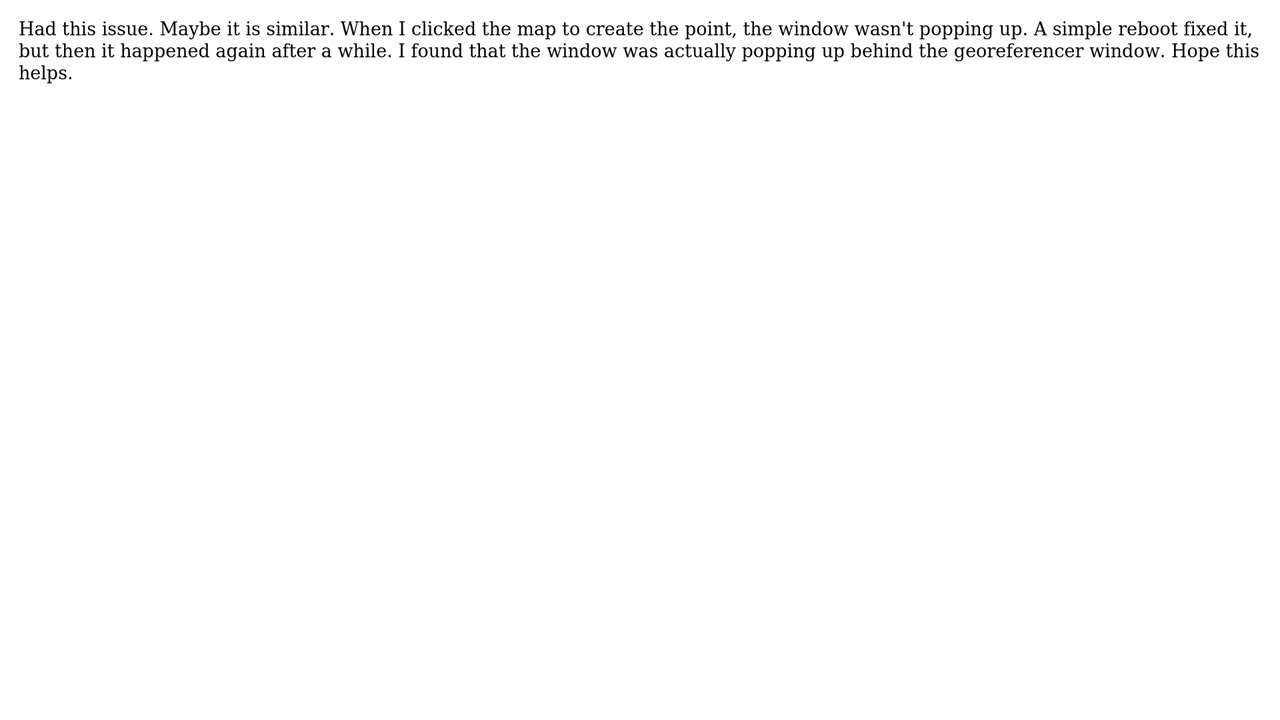 Had this issue. Maybe it is similar. When I clicked the map to create the point, the window wasn't popping up. A simple reboot fixed it,
but then it happened again after a while. I found that the window was actually popping up behind the georeferencer window. Hope this
helps.